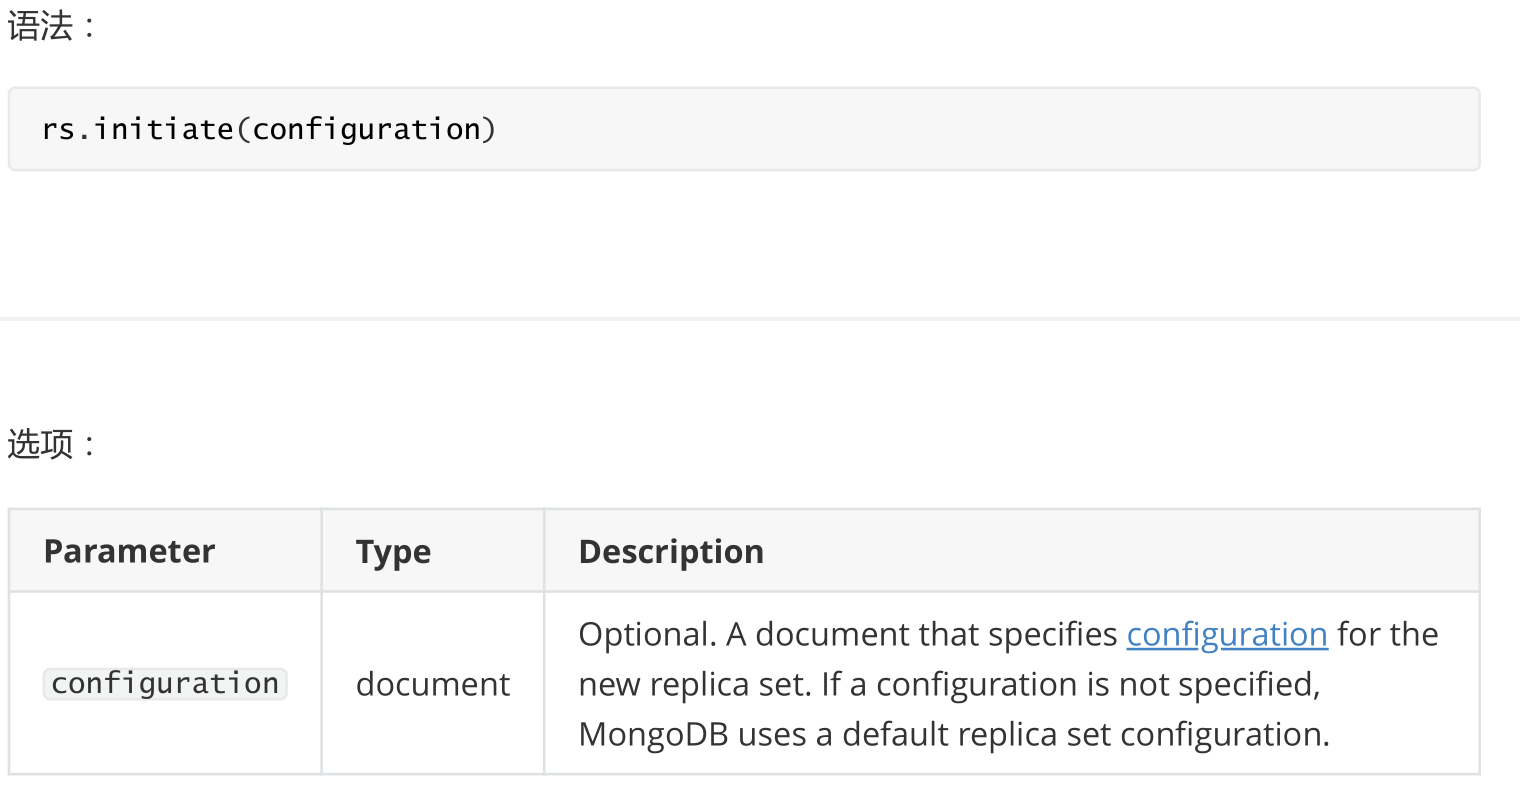 语法：
rs.initiate(configuration)
选项：
Parameter Type Description
Optional. A document that specifies configuration for the
configuration document new replica set. If a configuration is not specified,
MongoDB uses a default replica set configuration.